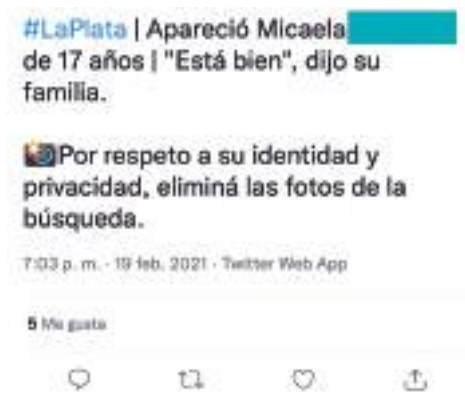 #LaPlata | Apareció Micaela
de 17 años | "Está bien", dijo su
familia.
Por respeto a su identidad y
privacidad, eliminá las fotos de la
búsqueda.
7:03 p. m. · 19 feb. 2021 · Twitter Web App
5 Me gusta